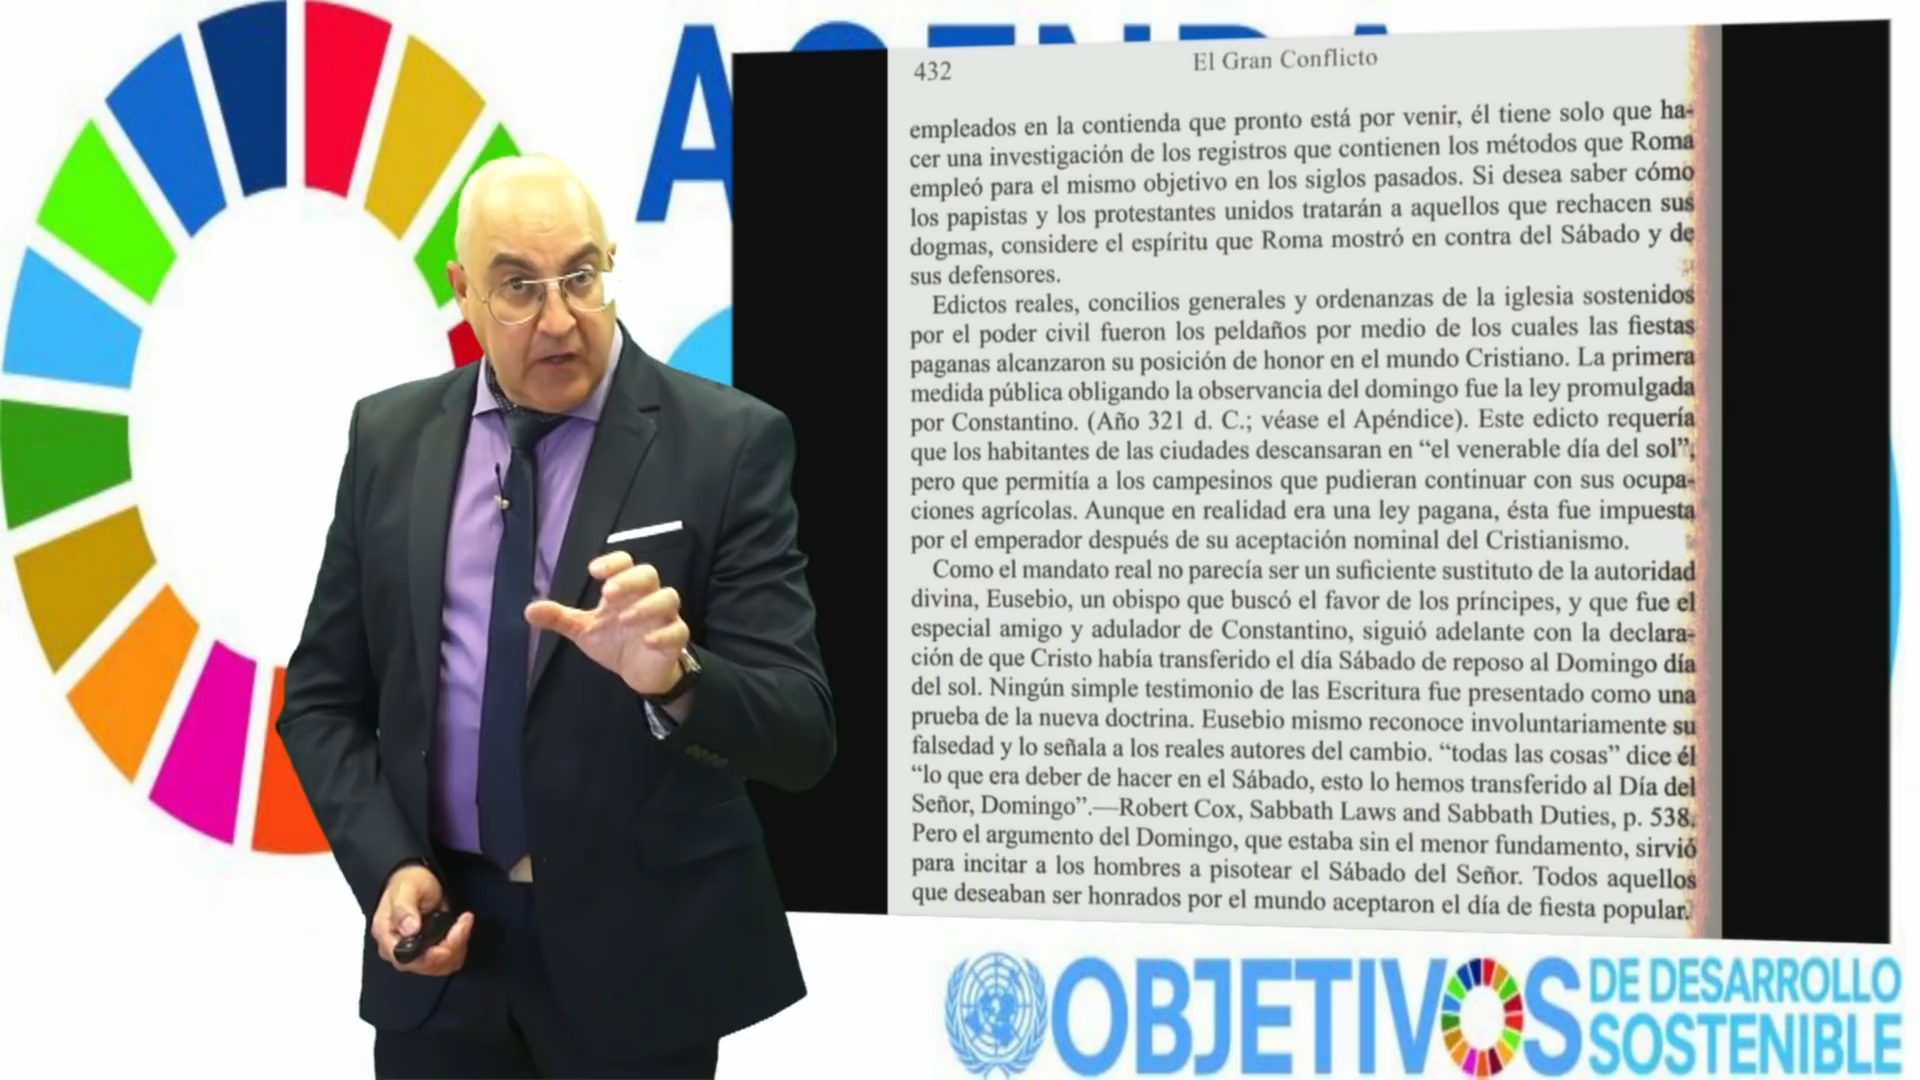 432
El Gran Conflicto
empleados en la contienda que pronto está por venir, él tiene solo que ha-
cer una investigación de los registros que contienen los métodos que Roma
empleó para el mismo objetivo en los siglos pasados. Si desea saber cómo
los papistas y los protestantes unidos tratarán a aquellos que rechacen sus
dogmas, considere el espíritu que Roma mostró en contra del Sábado y de
sus defensores.
Edictos reales, concilios generales y ordenanzas de la iglesia sostenidos
por el poder civil fueron los peldaños por medio de los cuales las fiestas
paganas alcanzaron su posición de honor en el mundo Cristiano. La primera
medida pública obligando la observancia del domingo fue la ley promulgada
por Constantino. (Año 321 d. C.; véase el Apéndice). Este edicto requería
que los habitantes de las ciudades descansaran en “el venerable día del sol”,
pero que permitía a los campesinos que pudieran continuar con sus ocupa-
ciones agrícolas. Aunque en realidad era una ley pagana, ésta fue impuesta
por el emperador después de su aceptación nominal del Cristianismo.
Como el mandato real no parecía ser un suficiente sustituto de la autoridad
divina, Eusebio, un obispo que buscó el favor de los príncipes, y que fue el
especial amigo y adulador de Constantino, siguió adelante con la declara-
ción de que Cristo había transferido el día Sábado de reposo al Domingo día
del sol. Ningún simple testimonio de las Escritura fue presentado como una
prueba de la nueva doctrina. Eusebio mismo reconoce involuntariamente su
falsedad y lo señala a los reales autores del cambio. “todas las cosas” dice él
“lo que era deber de hacer en el Sábado, esto lo hemos transferido al Día del
Señor, Domingo”.—Robert Cox, Sabbath Laws and Sabbath Duties, p. 538.
Pero el argumento del Domingo, que estaba sin el menor fundamento, sirvió
para incitar a los hombres a pisotear el Sábado del Señor. Todos aquellos
que deseaban ser honrados por el mundo aceptaron el día de fiesta popular.
OBJETIVOS
DE DESARROLLO
SOSTENIBLE